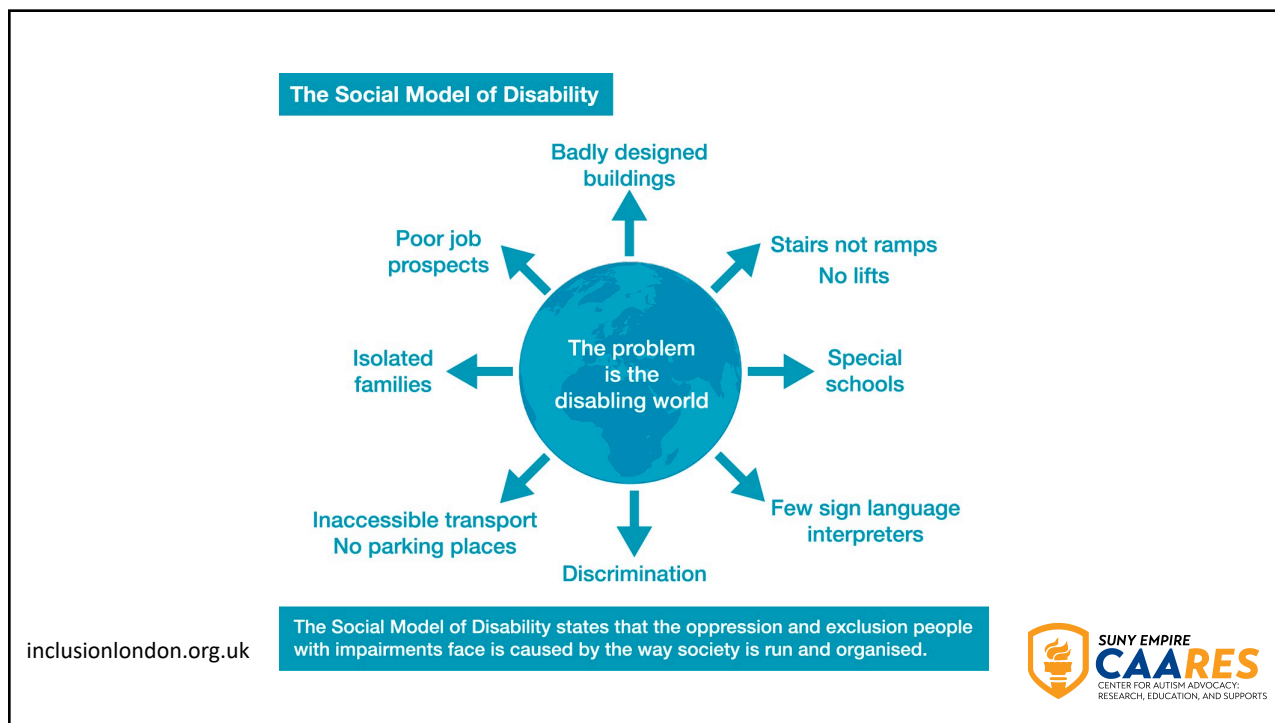 The Social Model of Disability
Badly designed
buildings
Poor job
prospects
Stairs not ramps
No lifts
Isolated
families
The problem
is the
disabling world
Special
schools
Inaccessible transport
No parking places
Few sign language
interpreters
Discrimination
The Social Model of Disability states that the oppression and exclusion people
with impairments face is caused by the way society is run and organised.
inclusionlondon.org.uk
SUNY EMPIRE
CAARES
CENTER FOR AUTISM ADVOCACY:
RESEARCH, EDUCATION, AND SUPPORTS